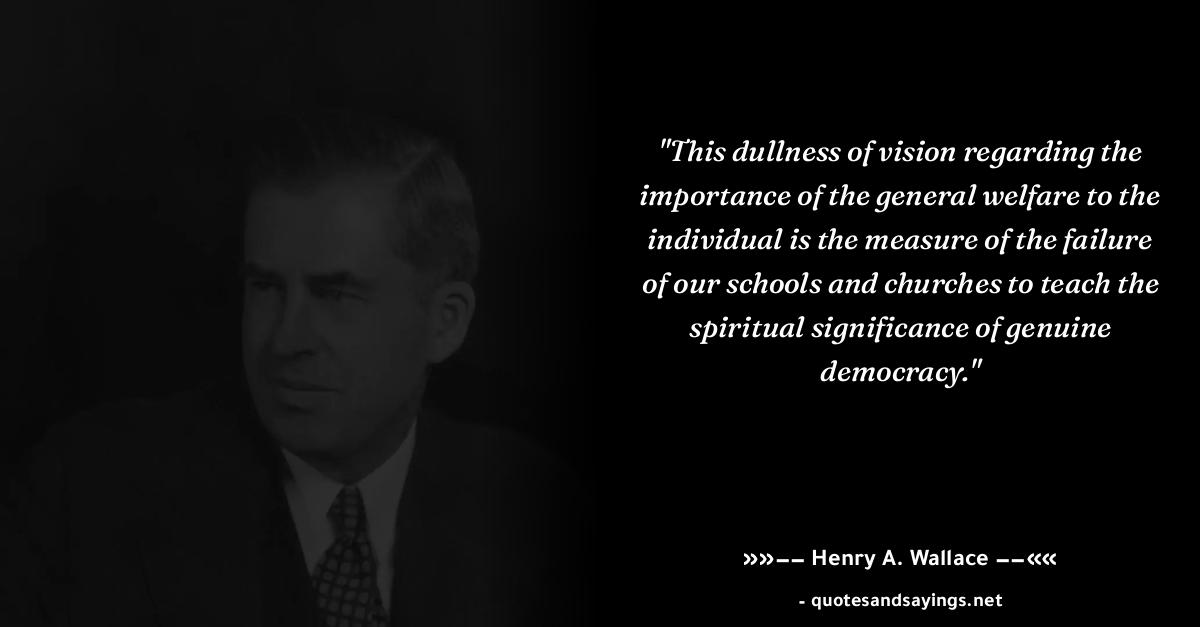 "This dullness of vision regarding the
importance of the general welfare to the
individual is the measure of the failure
of our schools and churches to teach the
spiritual significance of genuine
democracy."
»»−− Henry A. Wallace −−««
- quotesandsayings.net